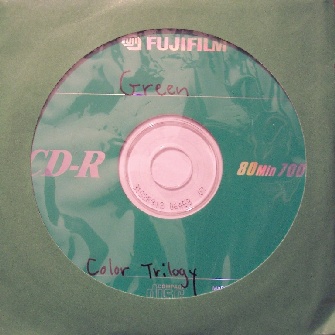 FUJIFILM
Green
CD-R
80Min 700
Color Trilogy